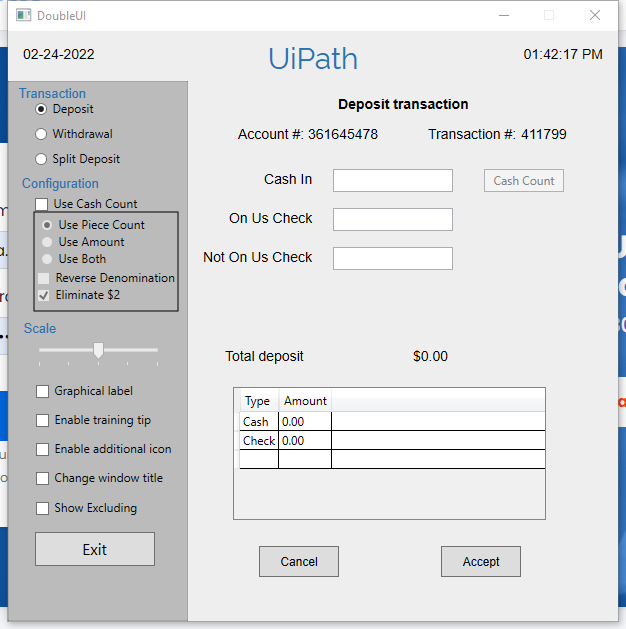 DoubleUI
02-24-2022
UiPath
01:42:17 PM
Transaction
Deposit
Withdrawal
Split Deposit
Configuration
Use Cash Count
Use Piece Count
Use Amount
Use Both
Reverse Denomination
Eliminate $2
Scale
Graphical label
Enable training tip
Enable additional icon
Change window title
Show Excluding
Exit
Deposit transaction
Account #: 361645478 Transaction #: 411799
Cash In
Cash Count
On Us Check
Not On Us Check
Total deposit $0.00
Type Amount
Cash 0.00
Check 0.00
Cancel Accept